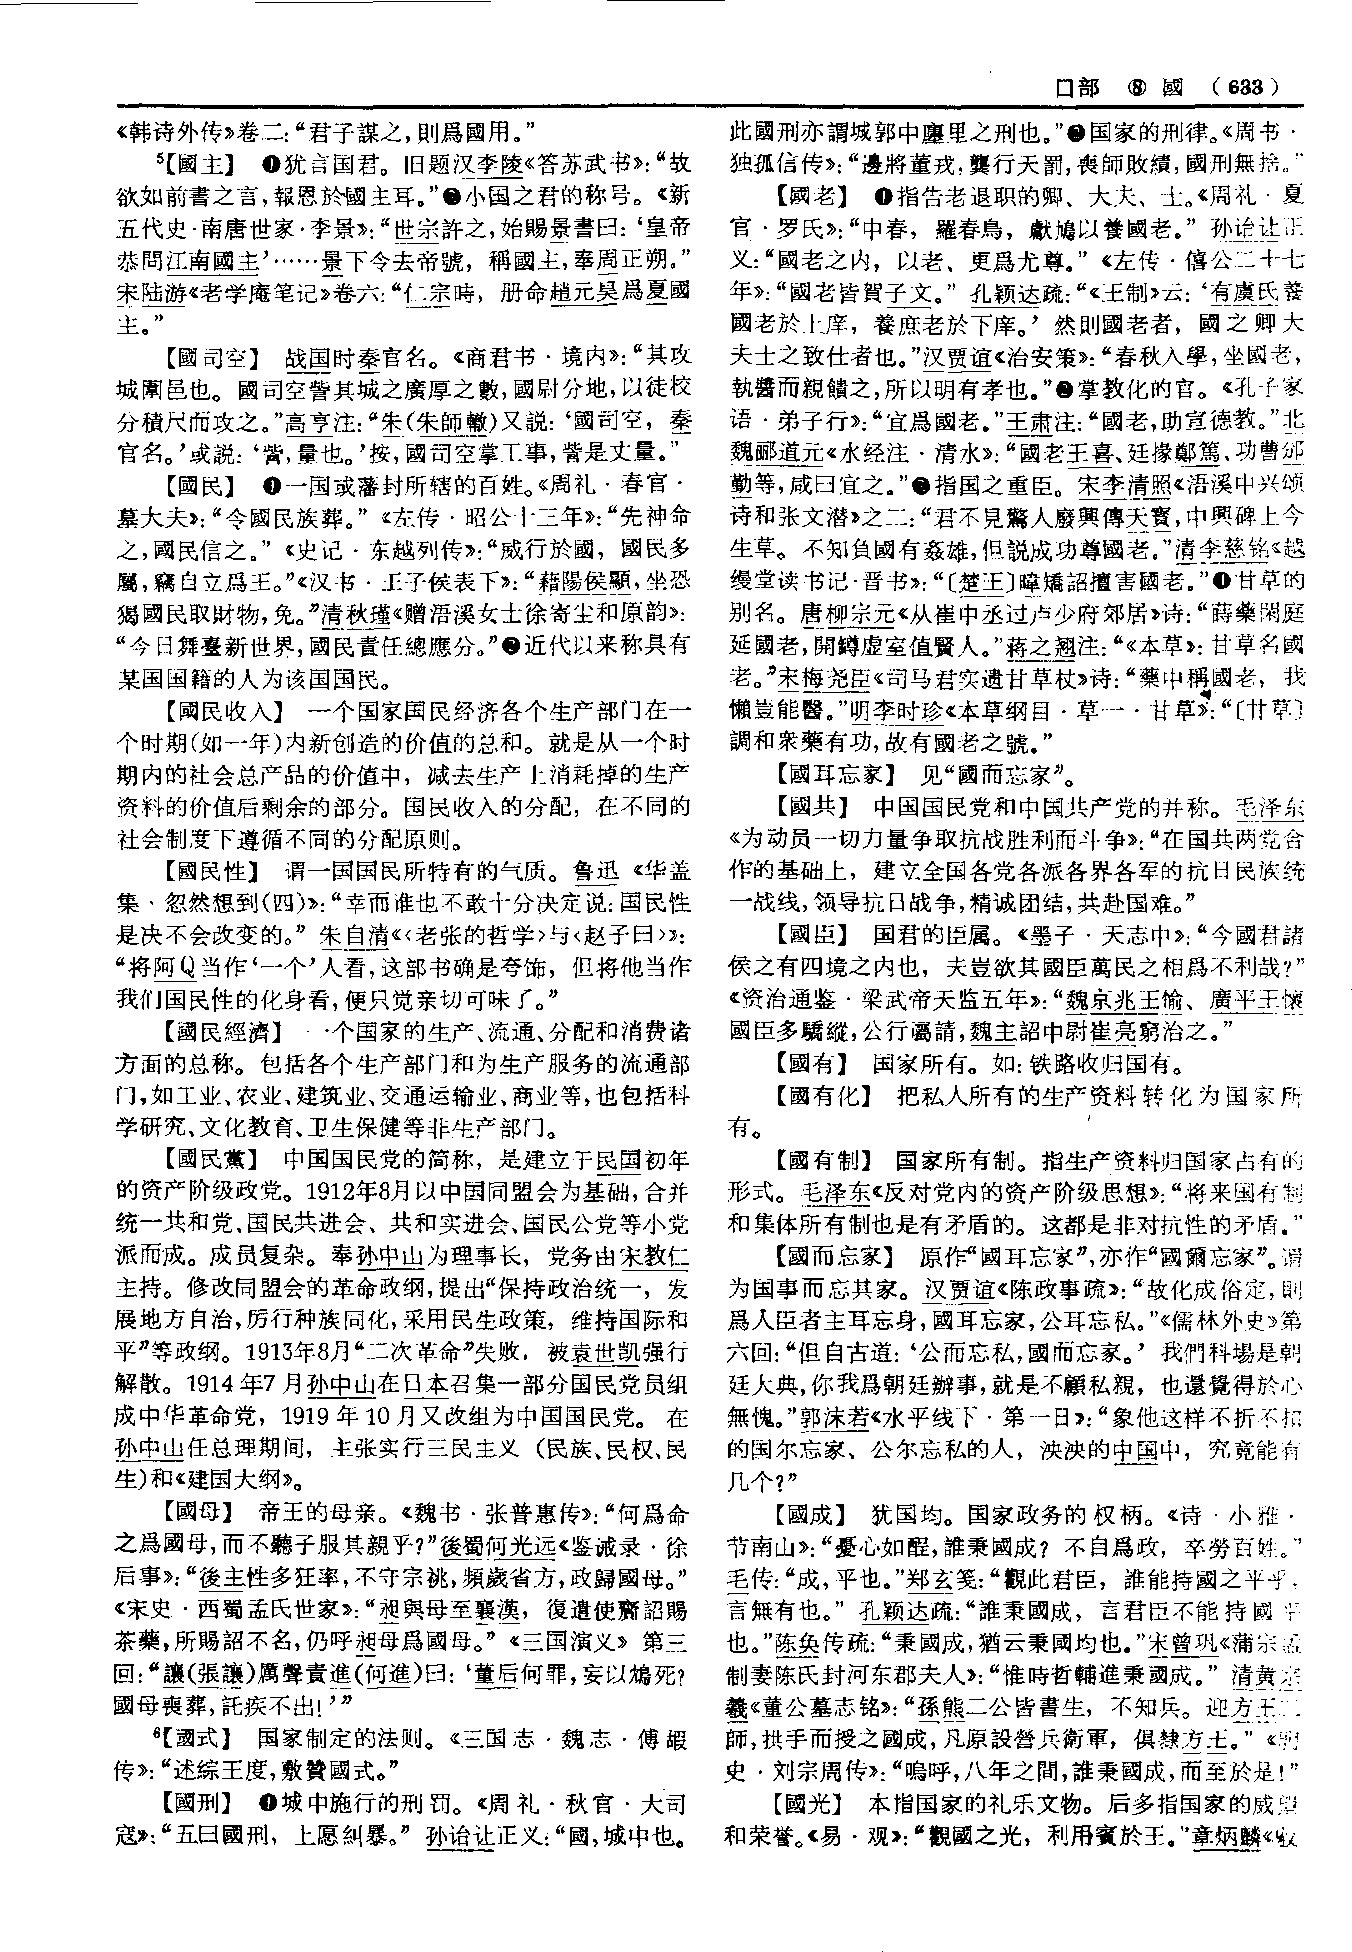 口部 ⑧ 國 (633)
《韩诗外传》卷二:“君子謀之,則爲國用。”
⁵【國主】 ❶犹言国君。旧题汉李陵《答苏武书》:“故
欲如前書之言,報恩於國主耳。”❷小国之君的称号。《新
五代史·南唐世家·李景》:“世宗許之,始賜景書曰:‘皇帝
恭問江南國主’……景下令去帝號,稱國主,奉周正朔。”
宋陆游《老学庵笔记》卷六:“仁宗時,册命趙元昊爲夏國
主。”
【國司空】 战国时秦官名。《商君书·境内》:“其攻
城圍邑也。國司空訾其城之廣厚之數,國尉分地,以徒校
分積尺而攻之。”高亨注:“朱(朱師轍)又説:‘國司空,秦
官名。’或説:‘訾,量也。’按,國司空掌工事,訾是丈量。”
【國民】 ❶一国或藩封所辖的百姓。《周礼·春官·
墓大夫》:“令國民族葬。”《左传·昭公十三年》:“先神命
之,國民信之。”《史记·东越列传》:“威行於國,國民多
屬,竊自立爲王。”《汉书·王子侯表下》:“藉陽侯顯,坐恐
猲國民取財物,免。”清秋瑾《赠浯溪女士徐寄尘和原韵》:
“今日舞臺新世界,國民責任總應分。”❷近代以来称具有
某国国籍的人为该国国民。
【國民收入】 一个国家国民经济各个生产部门在一
个时期(如一年)内新创造的价值的总和。就是从一个时
期内的社会总产品的价值中,减去生产上消耗掉的生产
资料的价值后剩余的部分。国民收入的分配,在不同的
社会制度下遵循不同的分配原则。
【國民性】 谓一国国民所特有的气质。鲁迅《华盖
集·忽然想到(四)》:“幸而谁也不敢十分决定说:国民性
是决不会改变的。”朱自清《〈老张的哲学〉与〈赵子曰〉》:
“将阿Q当作‘一个’人看,这部书确是夸饰,但将他当作
我们国民性的化身看,便只觉亲切可味了。”
【國民經濟】 一个国家的生产、流通、分配和消费诸
方面的总称。包括各个生产部门和为生产服务的流通部
门,如工业、农业、建筑业、交通运输业、商业等,也包括科
学研究、文化教育、卫生保健等非生产部门。
【國民黨】 中国国民党的简称,是建立于民国初年
的资产阶级政党。1912年8月以中国同盟会为基础,合并
统一共和党、国民共进会、共和实进会、国民公党等小党
派而成。成员复杂。奉孙中山为理事长,党务由宋教仁
主持。修改同盟会的革命政纲,提出“保持政治统一,发
展地方自治,厉行种族同化,采用民生政策,维持国际和
平”等政纲。1913年8月“二次革命”失败,被袁世凯强行
解散。1914年7月孙中山在日本召集一部分国民党员组
成中华革命党,1919年10月又改组为中国国民党。在
孙中山任总理期间,主张实行三民主义(民族、民权、民
生)和《建国大纲》。
【國母】 帝王的母亲。《魏书·张普惠传》:“何爲命
之爲國母,而不聽子服其親乎?”後蜀何光远《鉴诫录·徐
后事》:“後主性多狂率,不守宗祧,頻歲省方,政歸國母。”
《宋史·西蜀孟氏世家》:“昶與母至襄漢,復遣使齎詔賜
茶藥,所賜詔不名,仍呼昶母爲國母。”《三国演义》第三
回:“讓(張讓)厲聲責進(何進)曰:‘董后何罪,妄以鴆死?
國母喪葬,託疾不出!’”
⁶【國式】 国家制定的法则。《三国志·魏志·傅嘏
传》:“述综王度,敷贊國式。”
【國刑】 ❶城中施行的刑罚。《周礼·秋官·大司
寇》:“五曰國刑,上愿糾暴。”孙诒让正义:“國,城中也。
此國刑亦謂城郭中廛里之刑也。”❷国家的刑律。《周书·
独孤信传》:“邊將董戎,龔行天罰,喪師敗績,國刑無捨。”
【國老】 ❶指告老退职的卿、大夫、士。《周礼·夏
官·罗氏》:“中春,羅春鳥,獻鳩以養國老。”孙诒让正
义:“國老之内,以老、更爲尤尊。”《左传·僖公二十七
年》:“國老皆賀子文。”孔颖达疏:“《王制》云:‘有虞氏養
國老於上庠,養庶老於下庠。’然則國老者,國之卿大
夫士之致仕者也。”汉贾谊《治安策》:“春秋入學,坐國老,
執醬而親饋之,所以明有孝也。”❷掌教化的官。《孔子家
语·弟子行》:“宜爲國老。”王肃注:“國老,助宣德教。”北
魏郦道元《水经注·清水》:“國老王喜、廷掾鄭篤、功曹邠
勤等,咸曰宜之。”❸指国之重臣。宋李清照《浯溪中兴颂
诗和张文潜》之二:“君不見驚人廢興傳天寶,中興碑上今
生草。不知負國有姦雄,但説成功尊國老。”清李慈铭《越
缦堂读书记·晋书》:“〔楚王〕暐矯詔擅害國老。”❹甘草的
别名。唐柳宗元《从崔中丞过卢少府郊居》诗:“蒔藥閑庭
延國老,開罇虚室值賢人。”蒋之翘注:“《本草》:甘草名國
老。”宋梅尧臣《司马君实遗甘草杖》诗:“藥中稱國老,我
懶豈能醫。”明李时珍《本草纲目·草一·甘草》:“〔甘草〕
調和衆藥有功,故有國老之號。”
【國耳忘家】 见“國而忘家”。
【國共】 中国国民党和中国共产党的并称。毛泽东
《为动员一切力量争取抗战胜利而斗争》:“在国共两党合
作的基础上,建立全国各党各派各界各军的抗日民族统
一战线,领导抗日战争,精诚团结,共赴国难。”
【國臣】 国君的臣属。《墨子·天志中》:“今國君諸
侯之有四境之内也,夫豈欲其國臣萬民之相爲不利哉?”
《资治通鉴·梁武帝天监五年》:“魏京兆王愉、廣平王懷
國臣多驕縱,公行屬請,魏主詔中尉崔亮窮治之。”
【國有】 国家所有。如:铁路收归国有。
【國有化】 把私人所有的生产资料转化为国家所
有。
【國有制】 国家所有制。指生产资料归国家占有的
形式。毛泽东《反对党内的资产阶级思想》:“将来国有制
和集体所有制也是有矛盾的。这都是非对抗性的矛盾。”
【國而忘家】 原作“國耳忘家”,亦作“國爾忘家”。谓
为国事而忘其家。汉贾谊《陈政事疏》:“故化成俗定,則
爲人臣者主耳忘身,國耳忘家,公耳忘私。”《儒林外史》第
六回:“但自古道:‘公而忘私,國而忘家。’我們科場是朝
廷大典,你我爲朝廷辦事,就是不顧私親,也還覺得於心
無愧。”郭沫若《水平线下·第一日》:“象他这样不折不扣
的国尔忘家、公尔忘私的人,泱泱的中国中,究竟能有
几个?”
【國成】 犹国均。国家政务的权柄。《诗·小雅·
节南山》:“憂心如酲,誰秉國成?不自爲政,卒勞百姓。”
毛传:“成,平也。”郑玄笺:“觀此君臣,誰能持國之平乎,
言無有也。”孔颖达疏:“誰秉國成,言君臣不能持國平
也。”陈奂传疏:“秉國成,猶云秉國均也。”宋曾巩《蒲宗孟
制妻陈氏封河东郡夫人》:“惟時哲輔進秉國成。”清黄宗
羲《董公墓志铭》:“孫熊二公皆書生,不知兵。迎方王二
師,拱手而授之國成,凡原設營兵衛軍,俱隸方王。”《明
史·刘宗周传》:“嗚呼,八年之間,誰秉國成,而至於是!”
【國光】 本指国家的礼乐文物。后多指国家的威望
和荣誉。《易·观》:“觀國之光,利用賓於王。”章炳麟《驳